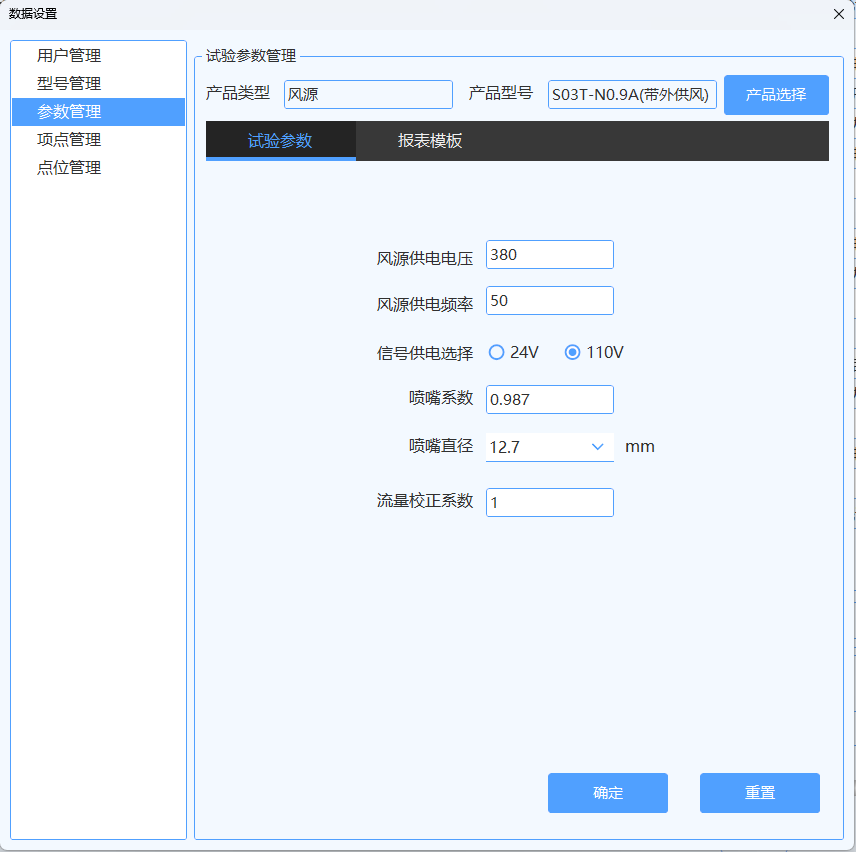 数据设置
用户管理
型号管理
参数管理
项点管理
点位管理
试验参数管理
产品类型 风源 产品型号 S03T-N0.9A(带外供风) 产品选择
试验参数 报表模板
风源供电电压 380
风源供电频率 50
信号供电选择 24V 110V
喷嘴系数 0.987
喷嘴直径 12.7 mm
流量校正系数 1
确定 重置